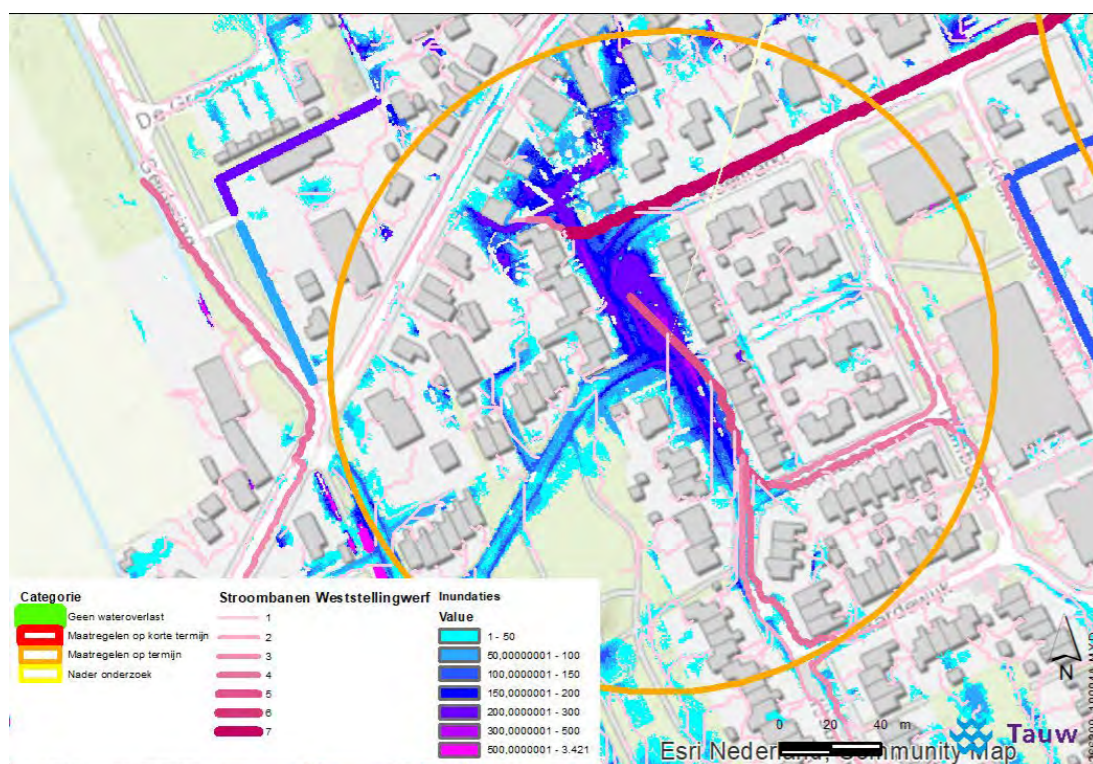 Categorie
Geen wateroverlast
Maatregelen op korte termijn
Maatregelen op termijn
Nader onderzoek
Stroombanen Weststellingwerf
1
2
3
4
5
6
7
Inundaties
Value
1 - 50
50,00000001 - 100
100,0000001 - 150
150,0000001 - 200
200,0000001 - 300
300,0000001 - 500
500,0000001 - 3.421
N
0 20 40 m
Tauw
Esri Nederland, Community Map